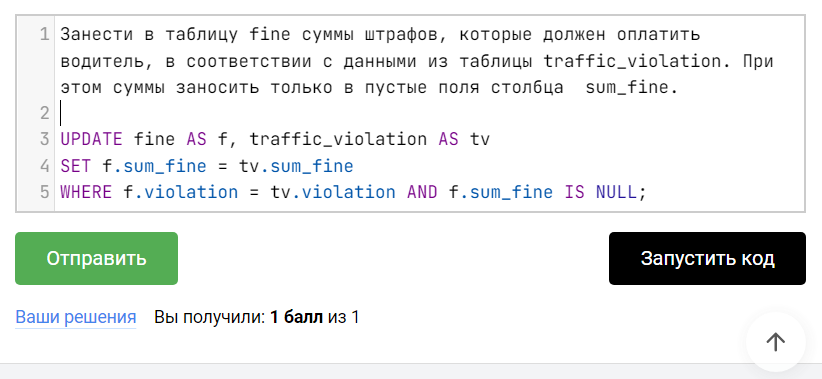 1 Занести в таблицу fine суммы штрафов, которые должен оплатить
водитель, в соответствии с данными из таблицы traffic_violation. При
этом суммы заносить только в пустые поля столбца  sum_fine.
2
3 UPDATE fine AS f, traffic_violation AS tv
4 SET f.sum_fine = tv.sum_fine
5 WHERE f.violation = tv.violation AND f.sum_fine IS NULL;
Отправить Запустить код
Ваши решения Вы получили: 1 балл из 1